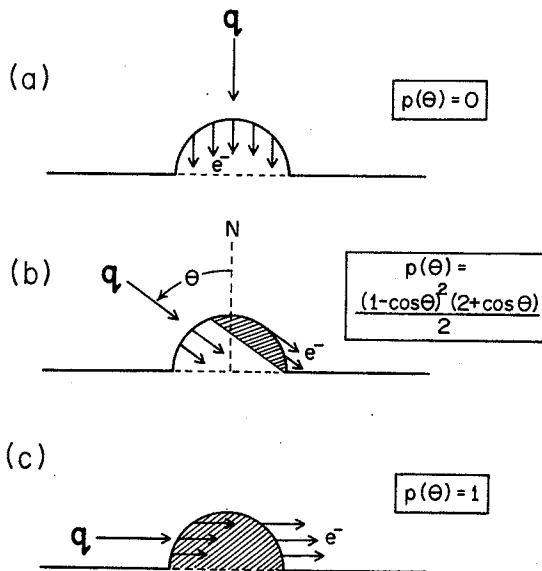 q
(a)
p(Θ) = 0
e⁻
N
(b)
q
Θ
p(Θ) =
(1-cosΘ)² (2+cosΘ)
2
e⁻
(c)
p(Θ) = 1
q
e⁻